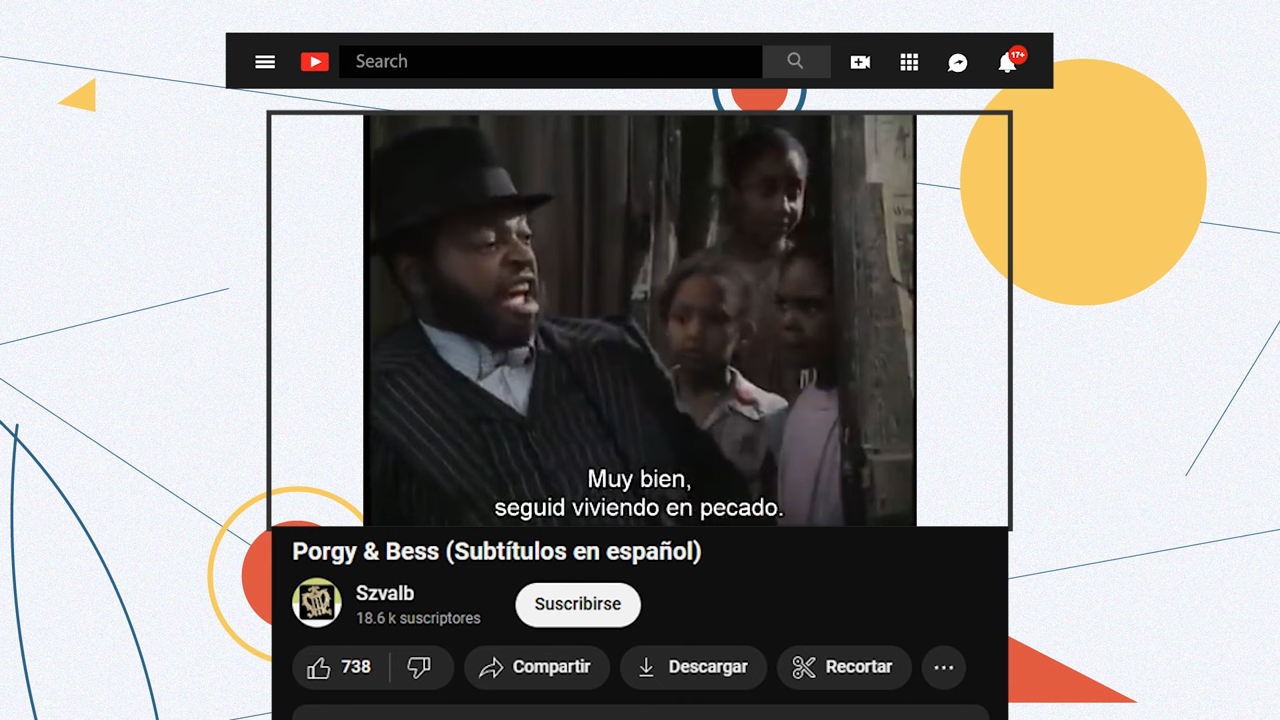 Search
17+
Muy bien,
seguid viviendo en pecado.
Porgy & Bess (Subtítulos en español)
Szvalb
18.6 k suscriptores
Suscribirse
738
Compartir
Descargar
Recortar